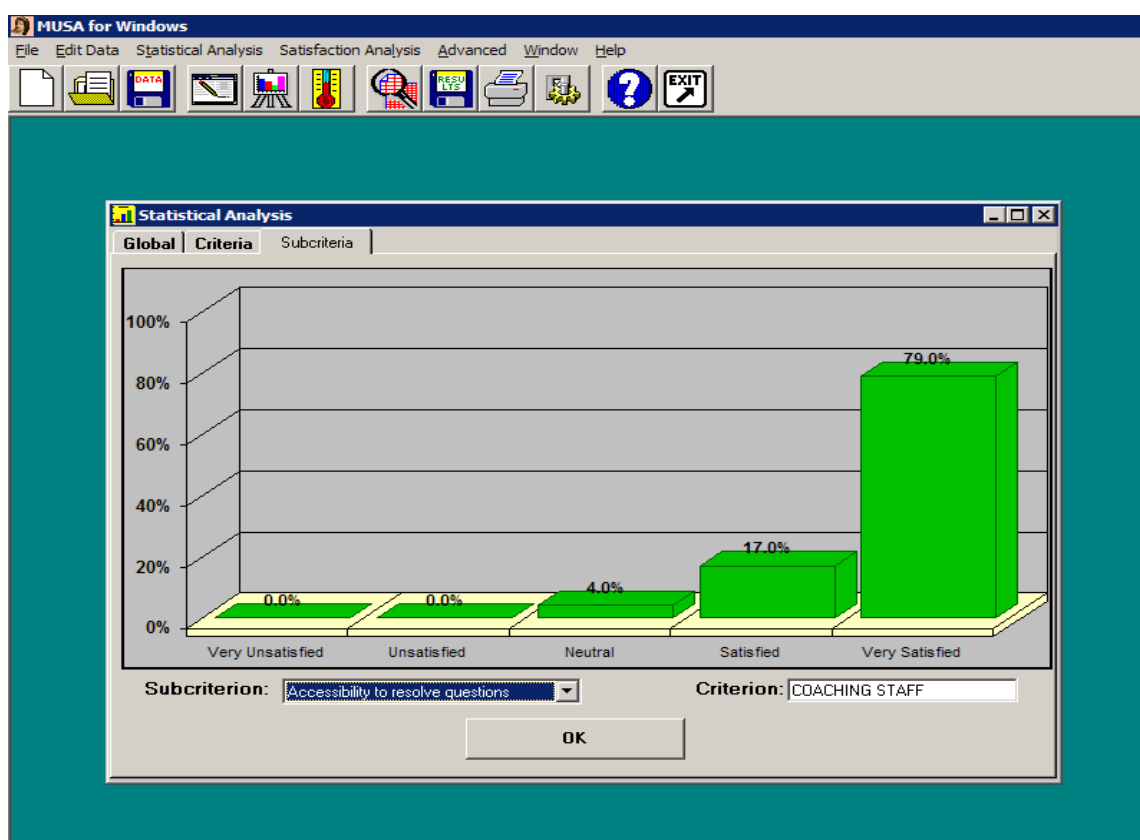 MUSA for Windows
File Edit Data Statistical Analysis Satisfaction Analysis Advanced Window Help
DATA RESULTS ? EXIT
Statistical Analysis
Global Criteria Subcriteria
100%
80%
60%
40%
20%
0%
0.0% 0.0% 4.0% 17.0% 79.0%
Very Unsatisfied Unsatisfied Neutral Satisfied Very Satisfied
Subcriterion: Accessibility to resolve questions Criterion: COACHING STAFF
OK